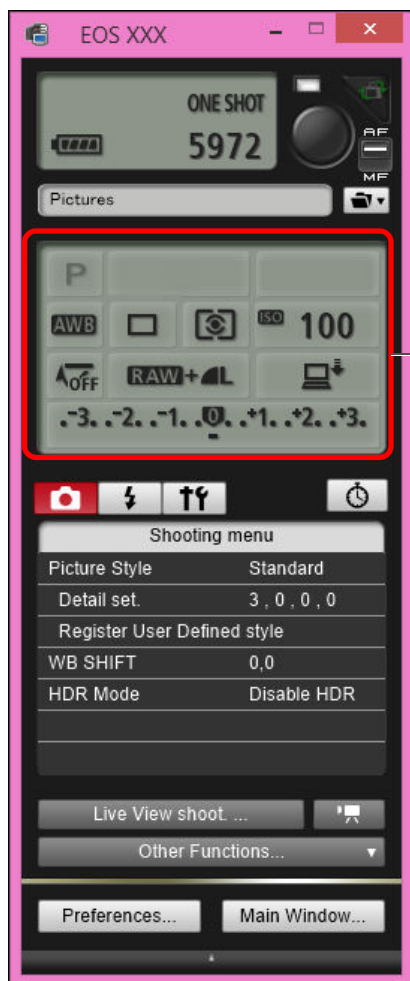 EOS XXX
ONE SHOT
5972
AF
MF
Pictures
P
AWB ISO 100
OFF RAW+L
.-3. .-2. .-1. .0. .+1. .+2. .+3.
Shooting menu
Picture Style Standard
Detail set. 3 , 0 , 0 , 0
Register User Defined style
WB SHIFT 0,0
HDR Mode Disable HDR
Live View shoot. ...
Other Functions...
Preferences... Main Window...